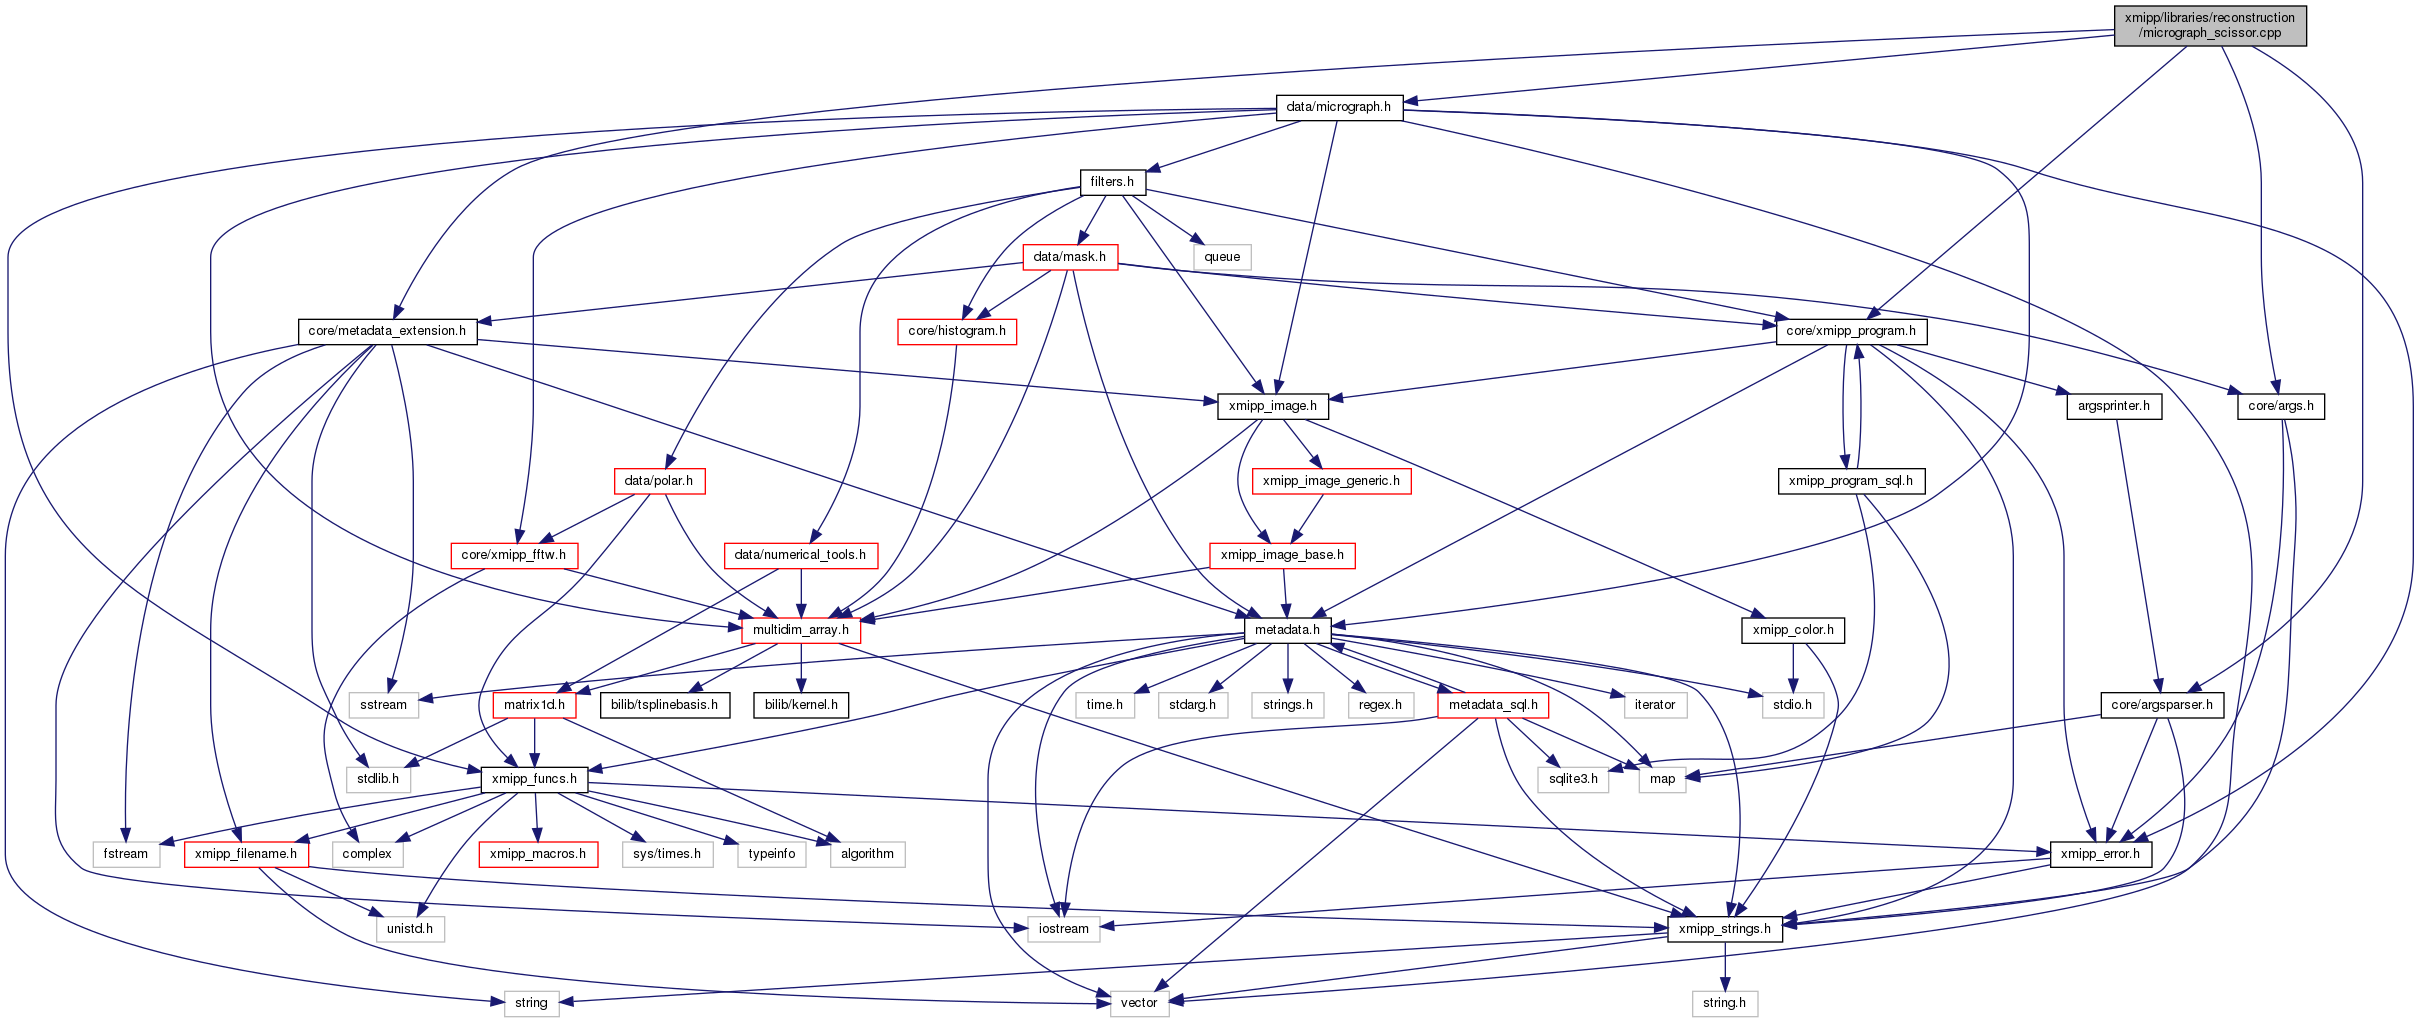 xmipp/libraries/reconstruction
/micrograph_scissor.cpp
data/micrograph.h
filters.h
data/mask.h
queue
core/metadata_extension.h
core/histogram.h
core/xmipp_program.h
xmipp_image.h
argsprinter.h
core/args.h
data/polar.h
xmipp_image_generic.h
xmipp_program_sql.h
core/xmipp_fftw.h
data/numerical_tools.h
xmipp_image_base.h
multidim_array.h
metadata.h
xmipp_color.h
sstream
matrix1d.h
bilib/tsplinebasis.h
bilib/kernel.h
time.h
stdarg.h
strings.h
regex.h
metadata_sql.h
iterator
stdio.h
core/argsparser.h
stdlib.h
xmipp_funcs.h
sqlite3.h
map
fstream
xmipp_filename.h
complex
xmipp_macros.h
sys/times.h
typeinfo
algorithm
xmipp_error.h
unistd.h
iostream
xmipp_strings.h
string
vector
string.h